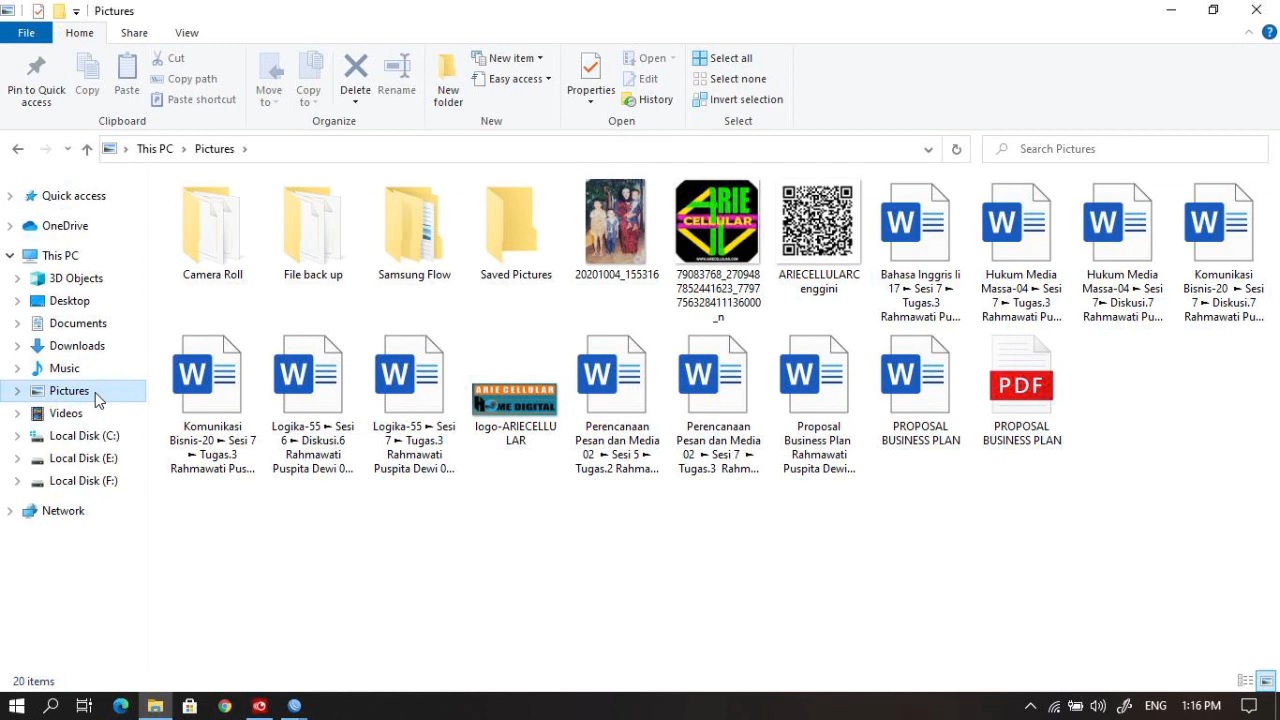 Pictures
File
Home
Share
View
Pin to Quick
access
Copy
Paste
Cut
Copy path
Paste shortcut
Clipboard
Move
to
Copy
to
Delete
Rename
Organize
New
folder
New item
Easy access
New
Properties
Open
Edit
History
Open
Select all
Select none
Invert selection
Select
This PC
Pictures
Search Pictures
Quick access
OneDrive
This PC
3D Objects
Desktop
Documents
Downloads
Music
Pictures
Videos
Local Disk (C:)
Local Disk (E:)
Local Disk (F:)
Network
Camera Roll
File back up
Samsung Flow
Saved Pictures
20201004_155316
ARIE
CELLULAR
WWW.ARIECELLULAR.COM
79083768_270948
7852441623_7797
756328411136000
_n
ARIECELLULARC
enggini
W
Bahasa Inggris Ii
17 ► Sesi 7 ►
Tugas.3
Rahmawati Pu...
W
Hukum Media
Massa-04 ► Sesi
7 ► Tugas.3
Rahmawati Pu...
W
Hukum Media
Massa-04 ► Sesi
7► Diskusi.7
Rahmawati Pu...
W
Komunikasi
Bisnis-20 ► Sesi
7 ► Diskusi.7
Rahmawati Pu...
W
Komunikasi
Bisnis-20 ► Sesi 7
► Tugas.3
Rahmawati Pus...
W
Logika-55 ► Sesi
6 ► Diskusi.6
Rahmawati
Puspita Dewi 0...
W
Logika-55 ► Sesi
7 ► Tugas.3
Rahmawati
Puspita Dewi 0...
ARIE CELLULAR
HOME DIGITAL
logo-ARIECELLU
LAR
W
Perencanaan
Pesan dan Media
02 ► Sesi 5 ►
Tugas.2 Rahma...
W
Perencanaan
Pesan dan Media
02 ► Sesi 7 ►
Tugas.3 Rahm...
W
Proposal
Business Plan
Rahmawati
Puspita Dewi...
W
PROPOSAL
BUSINESS PLAN
PDF
PROPOSAL
BUSINESS PLAN
20 items
ENG
1:16 PM